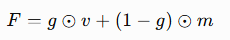 F = g ⊙ v + (1 − g) ⊙ m